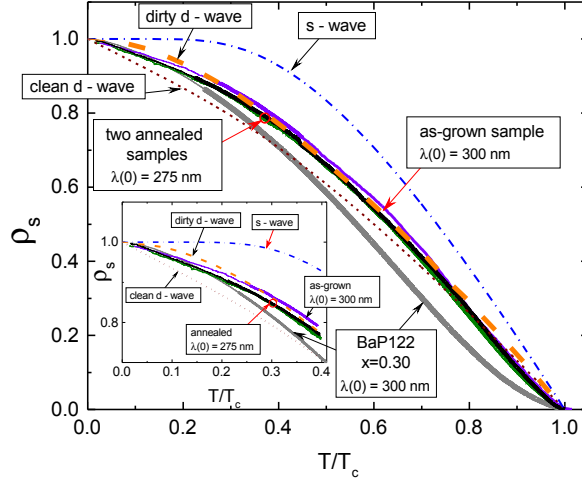 dirty d - wave
s - wave
clean d - wave
two annealed
samples
λ(0) = 275 nm
as-grown sample
λ(0) = 300 nm
1.0
0.8
0.6
0.4
0.2
0.0
ρs
0.0 0.2 0.4 0.6 0.8 1.0
T/Tc
BaP122
x=0.30
λ(0) = 300 nm
dirty d - wave
s - wave
clean d - wave
as-grown
λ(0) = 300 nm
annealed
λ(0) = 275 nm
1.0
0.9
0.8
ρs
0.0 0.1 0.2 0.3 0.4
T/Tc